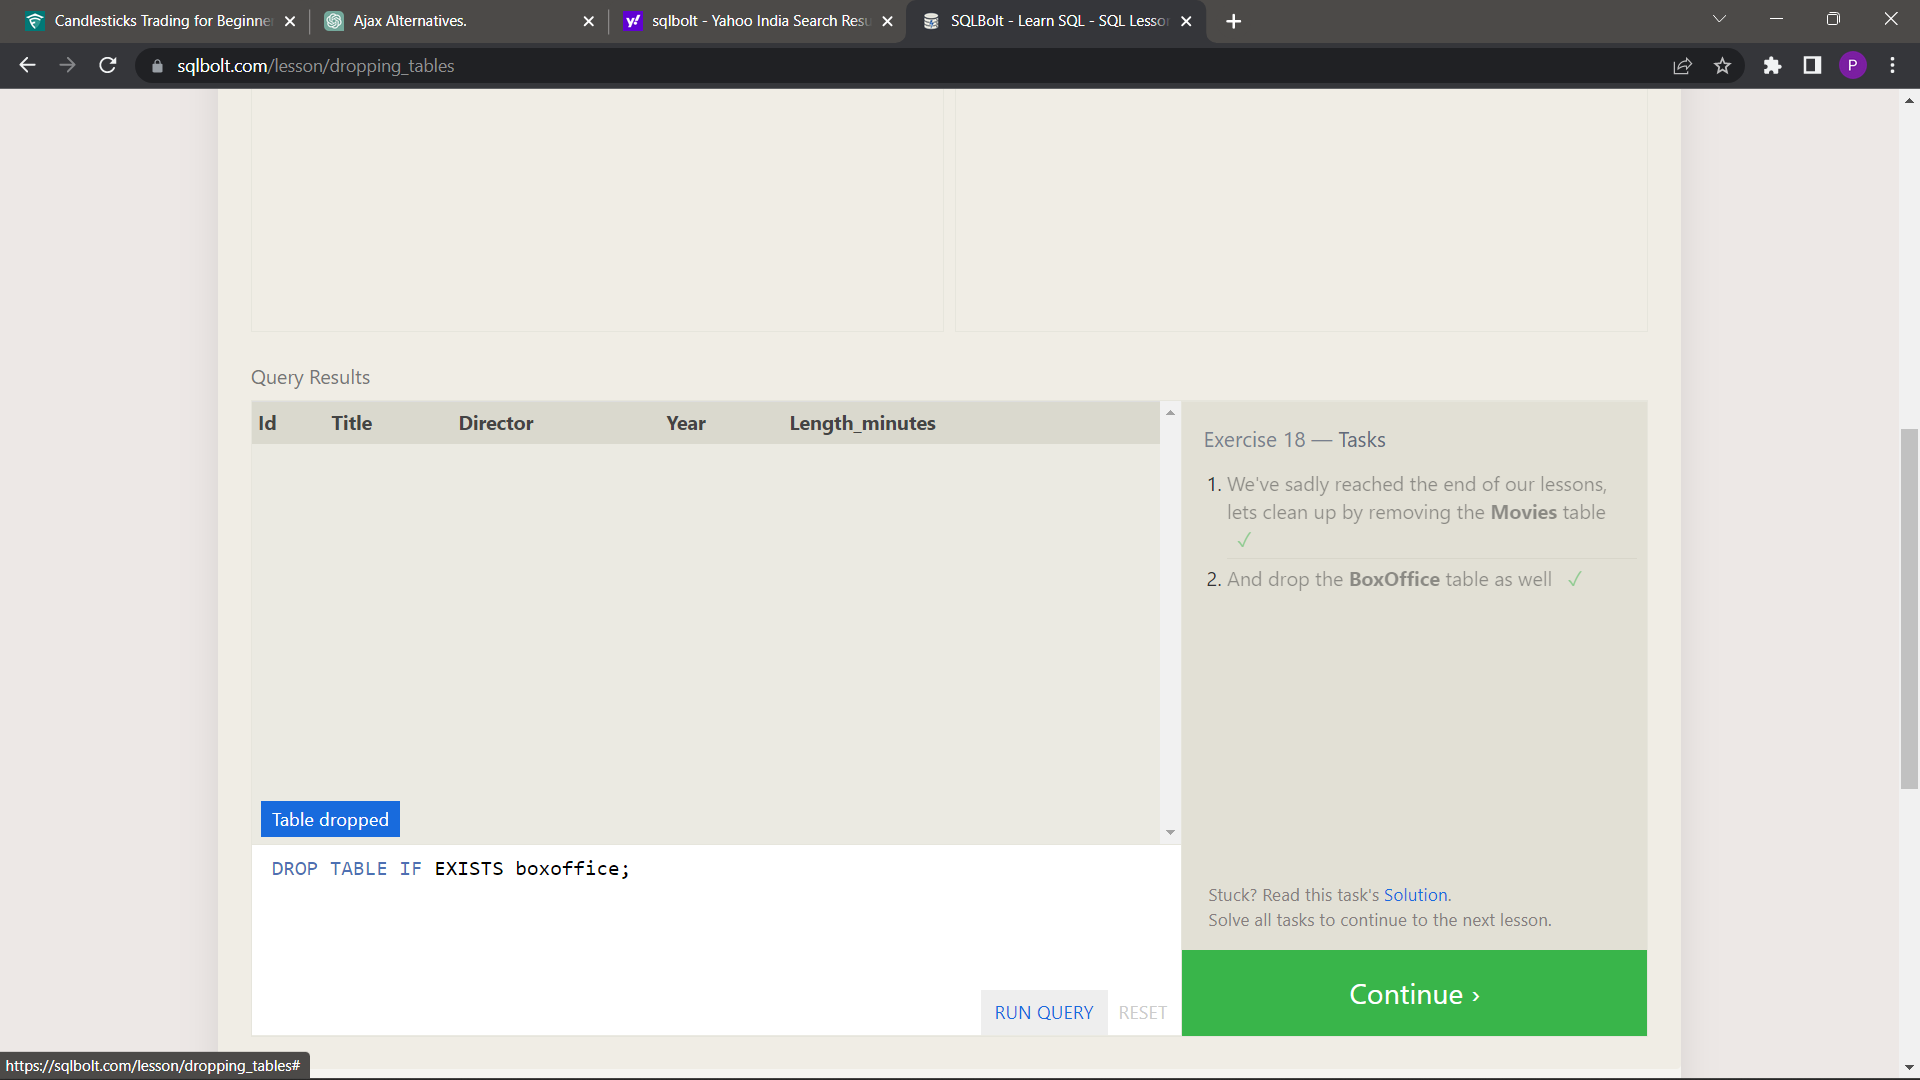 Candlesticks Trading for Beginne
Ajax Alternatives.
sqlbolt - Yahoo India Search Resu
SQLBolt - Learn SQL - SQL Lesso
sqlbolt.com/lesson/dropping_tables
P
Query Results
Id Title Director Year Length_minutes
Table dropped
DROP TABLE IF EXISTS boxoffice;
RUN QUERY RESET
Exercise 18 — Tasks
1. We've sadly reached the end of our lessons,
lets clean up by removing the Movies table
✓
2. And drop the BoxOffice table as well ✓
Stuck? Read this task's Solution.
Solve all tasks to continue to the next lesson.
Continue ›
https://sqlbolt.com/lesson/dropping_tables#